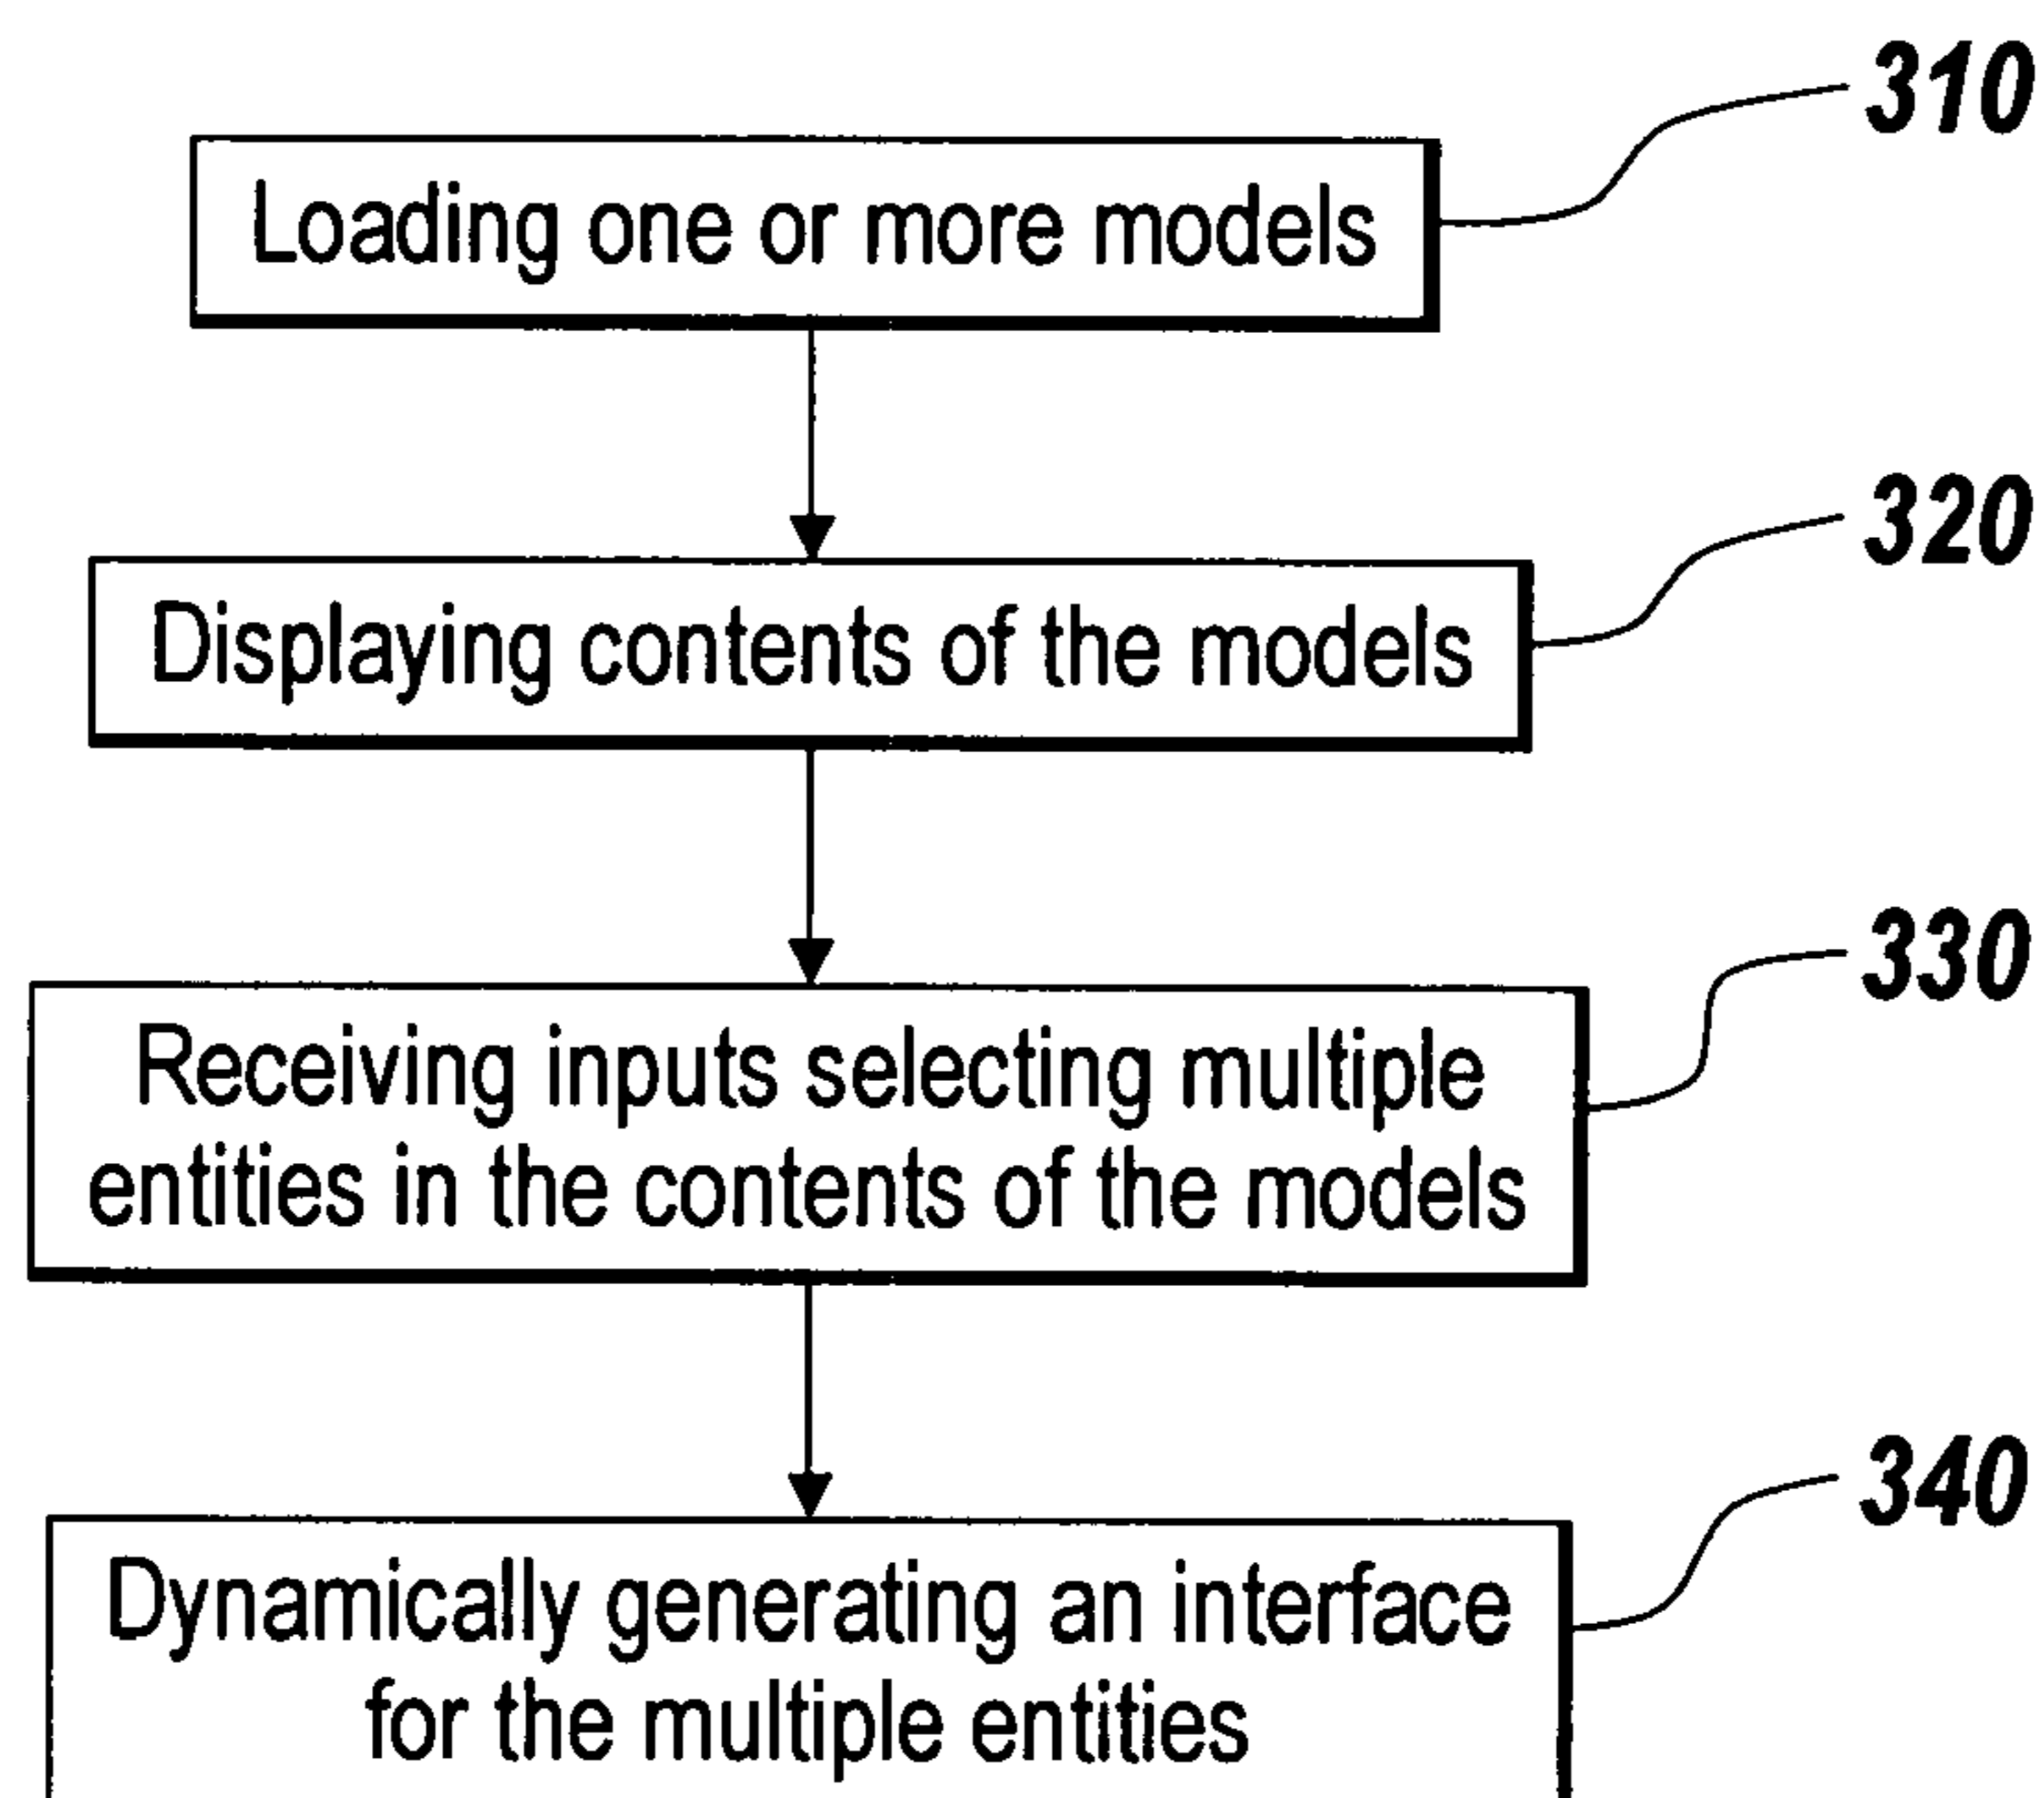 310
Loading one or more models
320
Displaying contents of the models
330
Receiving inputs selecting multiple
entities in the contents of the models
340
Dynamically generating an interface
for the multiple entities